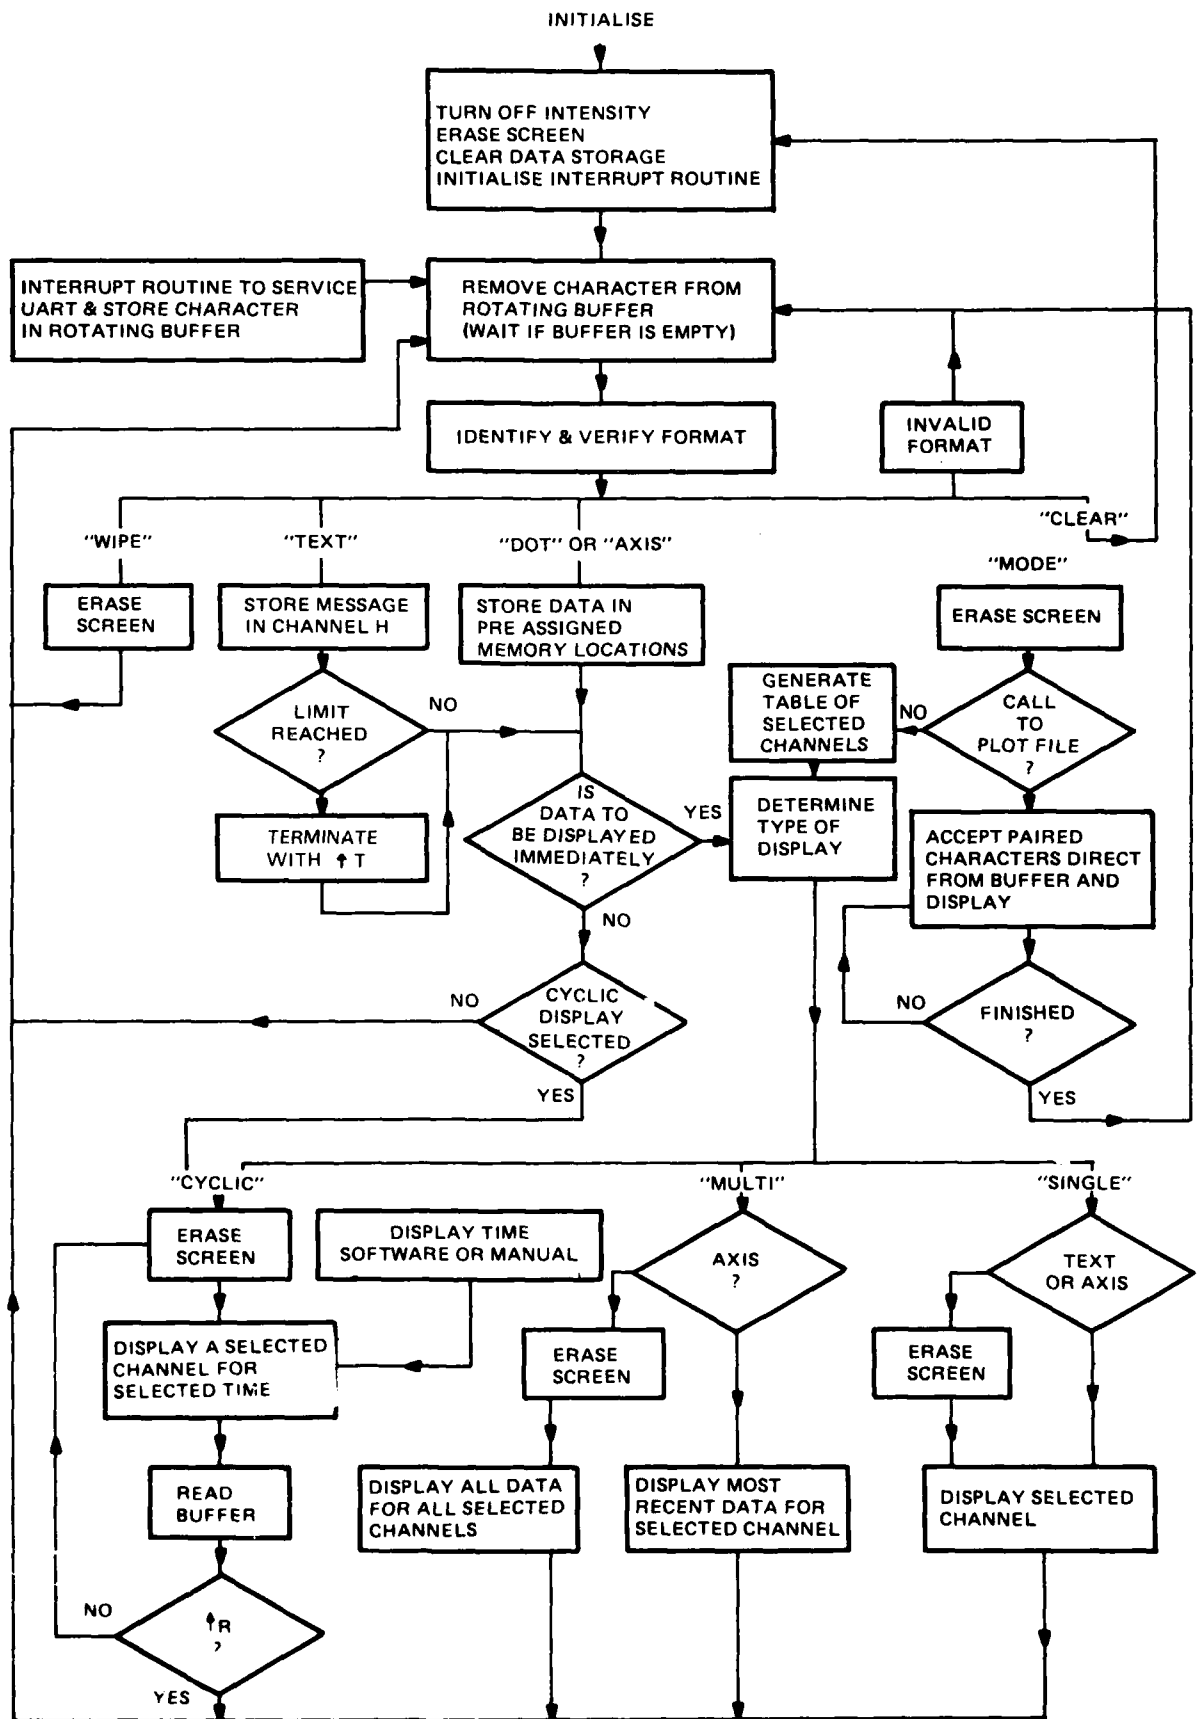 INITIALISE
TURN OFF INTENSITY
ERASE SCREEN
CLEAR DATA STORAGE
INITIALISE INTERRUPT ROUTINE
INTERRUPT ROUTINE TO SERVICE
UART & STORE CHARACTER
IN ROTATING BUFFER
REMOVE CHARACTER FROM
ROTATING BUFFER
(WAIT IF BUFFER IS EMPTY)
IDENTIFY & VERIFY FORMAT
INVALID
FORMAT
"WIPE"
"TEXT"
"DOT" OR "AXIS"
"CLEAR"
"MODE"
ERASE
SCREEN
STORE MESSAGE
IN CHANNEL H
STORE DATA IN
PRE ASSIGNED
MEMORY LOCATIONS
ERASE SCREEN
LIMIT
REACHED
?
NO
GENERATE
TABLE OF
SELECTED
CHANNELS
NO
CALL
TO
PLOT FILE
?
TERMINATE
WITH ↑ T
IS
DATA TO
BE DISPLAYED
IMMEDIATELY
?
YES
DETERMINE
TYPE OF
DISPLAY
ACCEPT PAIRED
CHARACTERS DIRECT
FROM BUFFER AND
DISPLAY
NO
NO
CYCLIC
DISPLAY
SELECTED
?
YES
NO
FINISHED
?
YES
"CYCLIC"
"MULTI"
"SINGLE"
ERASE
SCREEN
DISPLAY TIME
SOFTWARE OR MANUAL
AXIS
?
TEXT
OR AXIS
DISPLAY A SELECTED
CHANNEL FOR
SELECTED TIME
ERASE
SCREEN
ERASE
SCREEN
READ
BUFFER
DISPLAY ALL DATA
FOR ALL SELECTED
CHANNELS
DISPLAY MOST
RECENT DATA FOR
SELECTED CHANNEL
DISPLAY SELECTED
CHANNEL
NO
↑R
?
YES